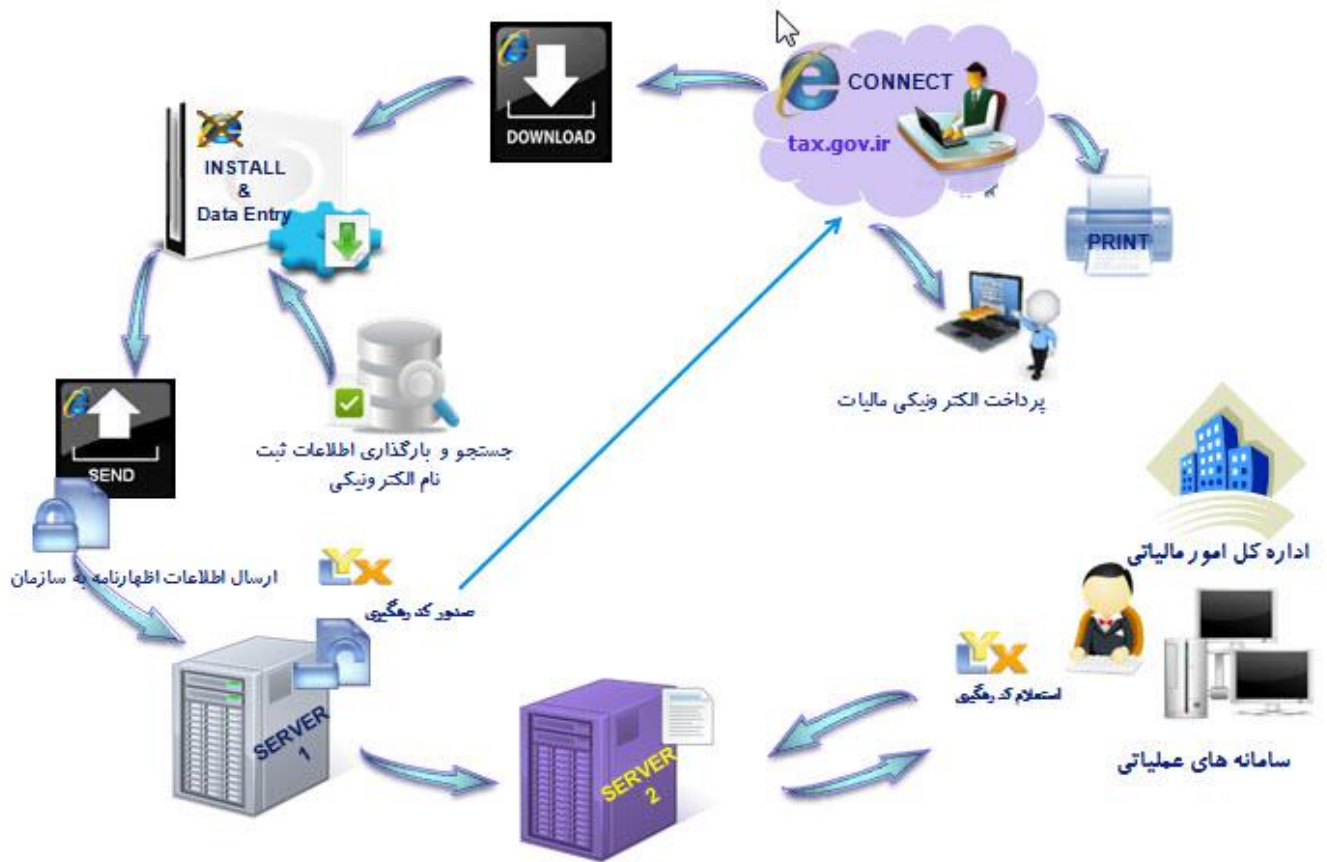 CONNECT
tax.gov.ir
DOWNLOAD
INSTALL
&
Data Entry
PRINT
پرداخت الکترونیکی مالیات
SEND
جستجو و بارگذاری اطلاعات ثبت
نام الکترونیکی
ارسال اطلاعات اظهارنامه به سازمان
صدور کد رهگیری
SERVER
1
SERVER
2
اداره کل امور مالیاتی
استعلام کد رهگیری
سامانه های عملیاتی